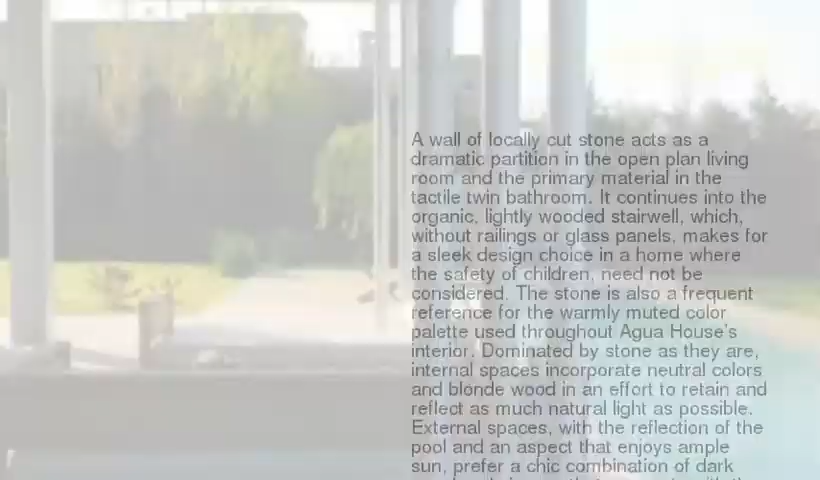 A wall of locally cut stone acts as a
dramatic partition in the open plan living
room and the primary material in the
tactile twin bathroom. It continues into the
organic, lightly wooded stairwell, which,
without railings or glass panels, makes for
a sleek design choice in a home where
the safety of children, need not be
considered. The stone is also a frequent
reference for the warmly muted color
palette used throughout Agua House's
interior. Dominated by stone as they are,
internal spaces incorporate neutral colors
and blonde wood in an effort to retain and
reflect as much natural light as possible.
External spaces, with the reflection of the
pool and an aspect that enjoys ample
sun, prefer a chic combination of dark